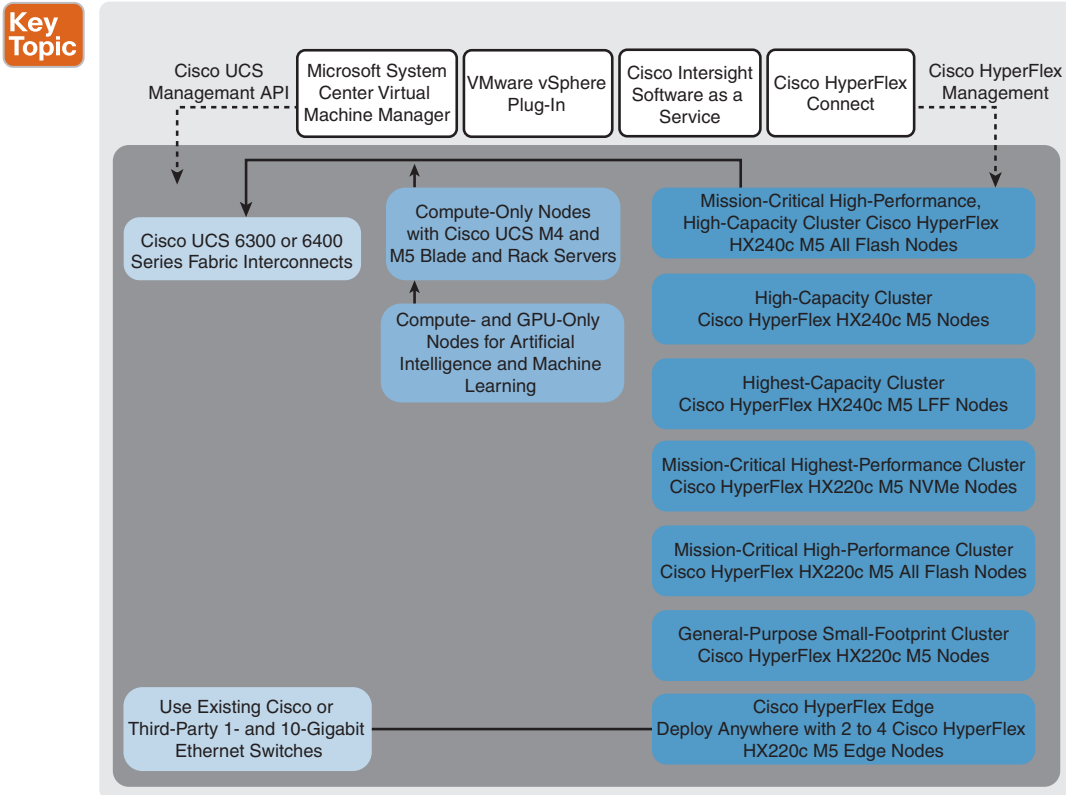 Key
Topic
Cisco UCS
Managemant API
Microsoft System
Center Virtual
Machine Manager
VMware vSphere
Plug-In
Cisco Intersight
Software as a
Service
Cisco HyperFlex
Connect
Cisco HyperFlex
Management
Cisco UCS 6300 or 6400
Series Fabric Interconnects
Compute-Only Nodes
with Cisco UCS M4 and
M5 Blade and Rack Servers
Compute- and GPU-Only
Nodes for Artificial
Intelligence and Machine
Learning
Mission-Critical High-Performance,
High-Capacity Cluster Cisco HyperFlex
HX240c M5 All Flash Nodes
High-Capacity Cluster
Cisco HyperFlex HX240c M5 Nodes
Highest-Capacity Cluster
Cisco HyperFlex HX240c M5 LFF Nodes
Mission-Critical Highest-Performance Cluster
Cisco HyperFlex HX220c M5 NVMe Nodes
Mission-Critical High-Performance Cluster
Cisco HyperFlex HX220c M5 All Flash Nodes
General-Purpose Small-Footprint Cluster
Cisco HyperFlex HX220c M5 Nodes
Use Existing Cisco or
Third-Party 1- and 10-Gigabit
Ethernet Switches
Cisco HyperFlex Edge
Deploy Anywhere with 2 to 4 Cisco HyperFlex
HX220c M5 Edge Nodes